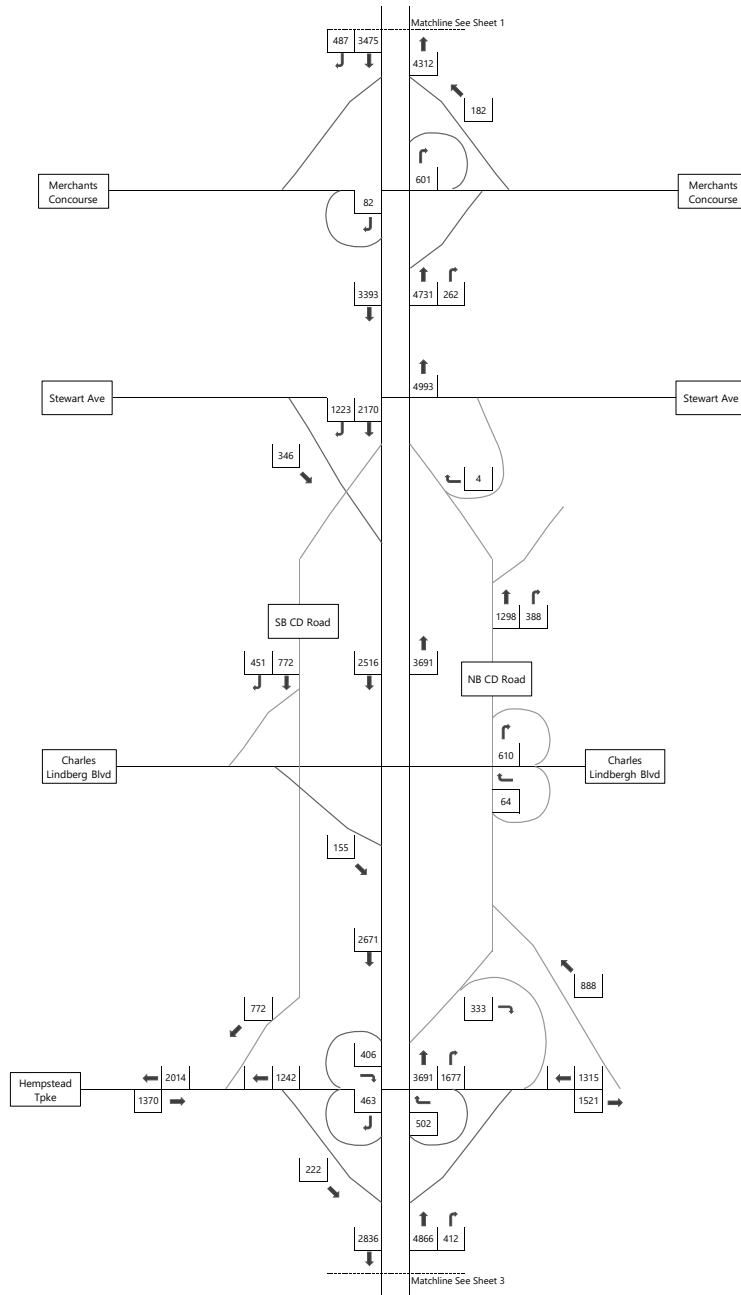 Matchline See Sheet 1
487 3475
4312
182
601
Merchants
Concourse
Merchants
Concourse
82
3393
4731 262
4993
Stewart Ave
Stewart Ave
1223 2170
346
4
1298 388
SB CD Road
451 772
2516
3691
NB CD Road
610
Charles
Lindberg Blvd
Charles
Lindbergh Blvd
64
155
2671
888
772
333
406
2014
1242
3691 1677
1315
Hempstead
Tpke
1370
463
1521
502
222
2836
4866 412
Matchline See Sheet 3